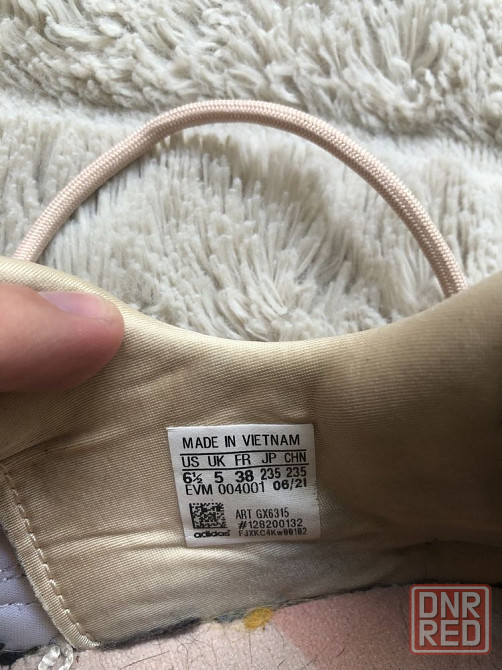 MADE IN VIETNAM
US UK FR JP CHN
6½ 5 38 235 235
EVM 004001 06/21
ART GX6315
#128200132
adidas FJXKC4Kw00102
DNR
RED